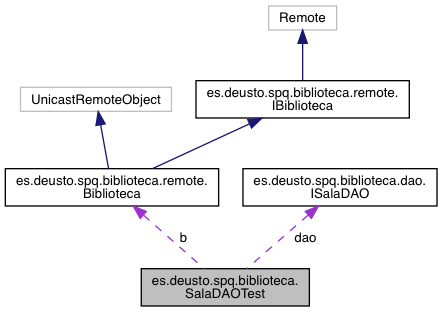 Remote
es.deusto.spq.biblioteca.remote.
IBiblioteca
UnicastRemoteObject
es.deusto.spq.biblioteca.remote.
Biblioteca
es.deusto.spq.biblioteca.dao.
ISalaDAO
b
dao
es.deusto.spq.biblioteca.
SalaDAOTest